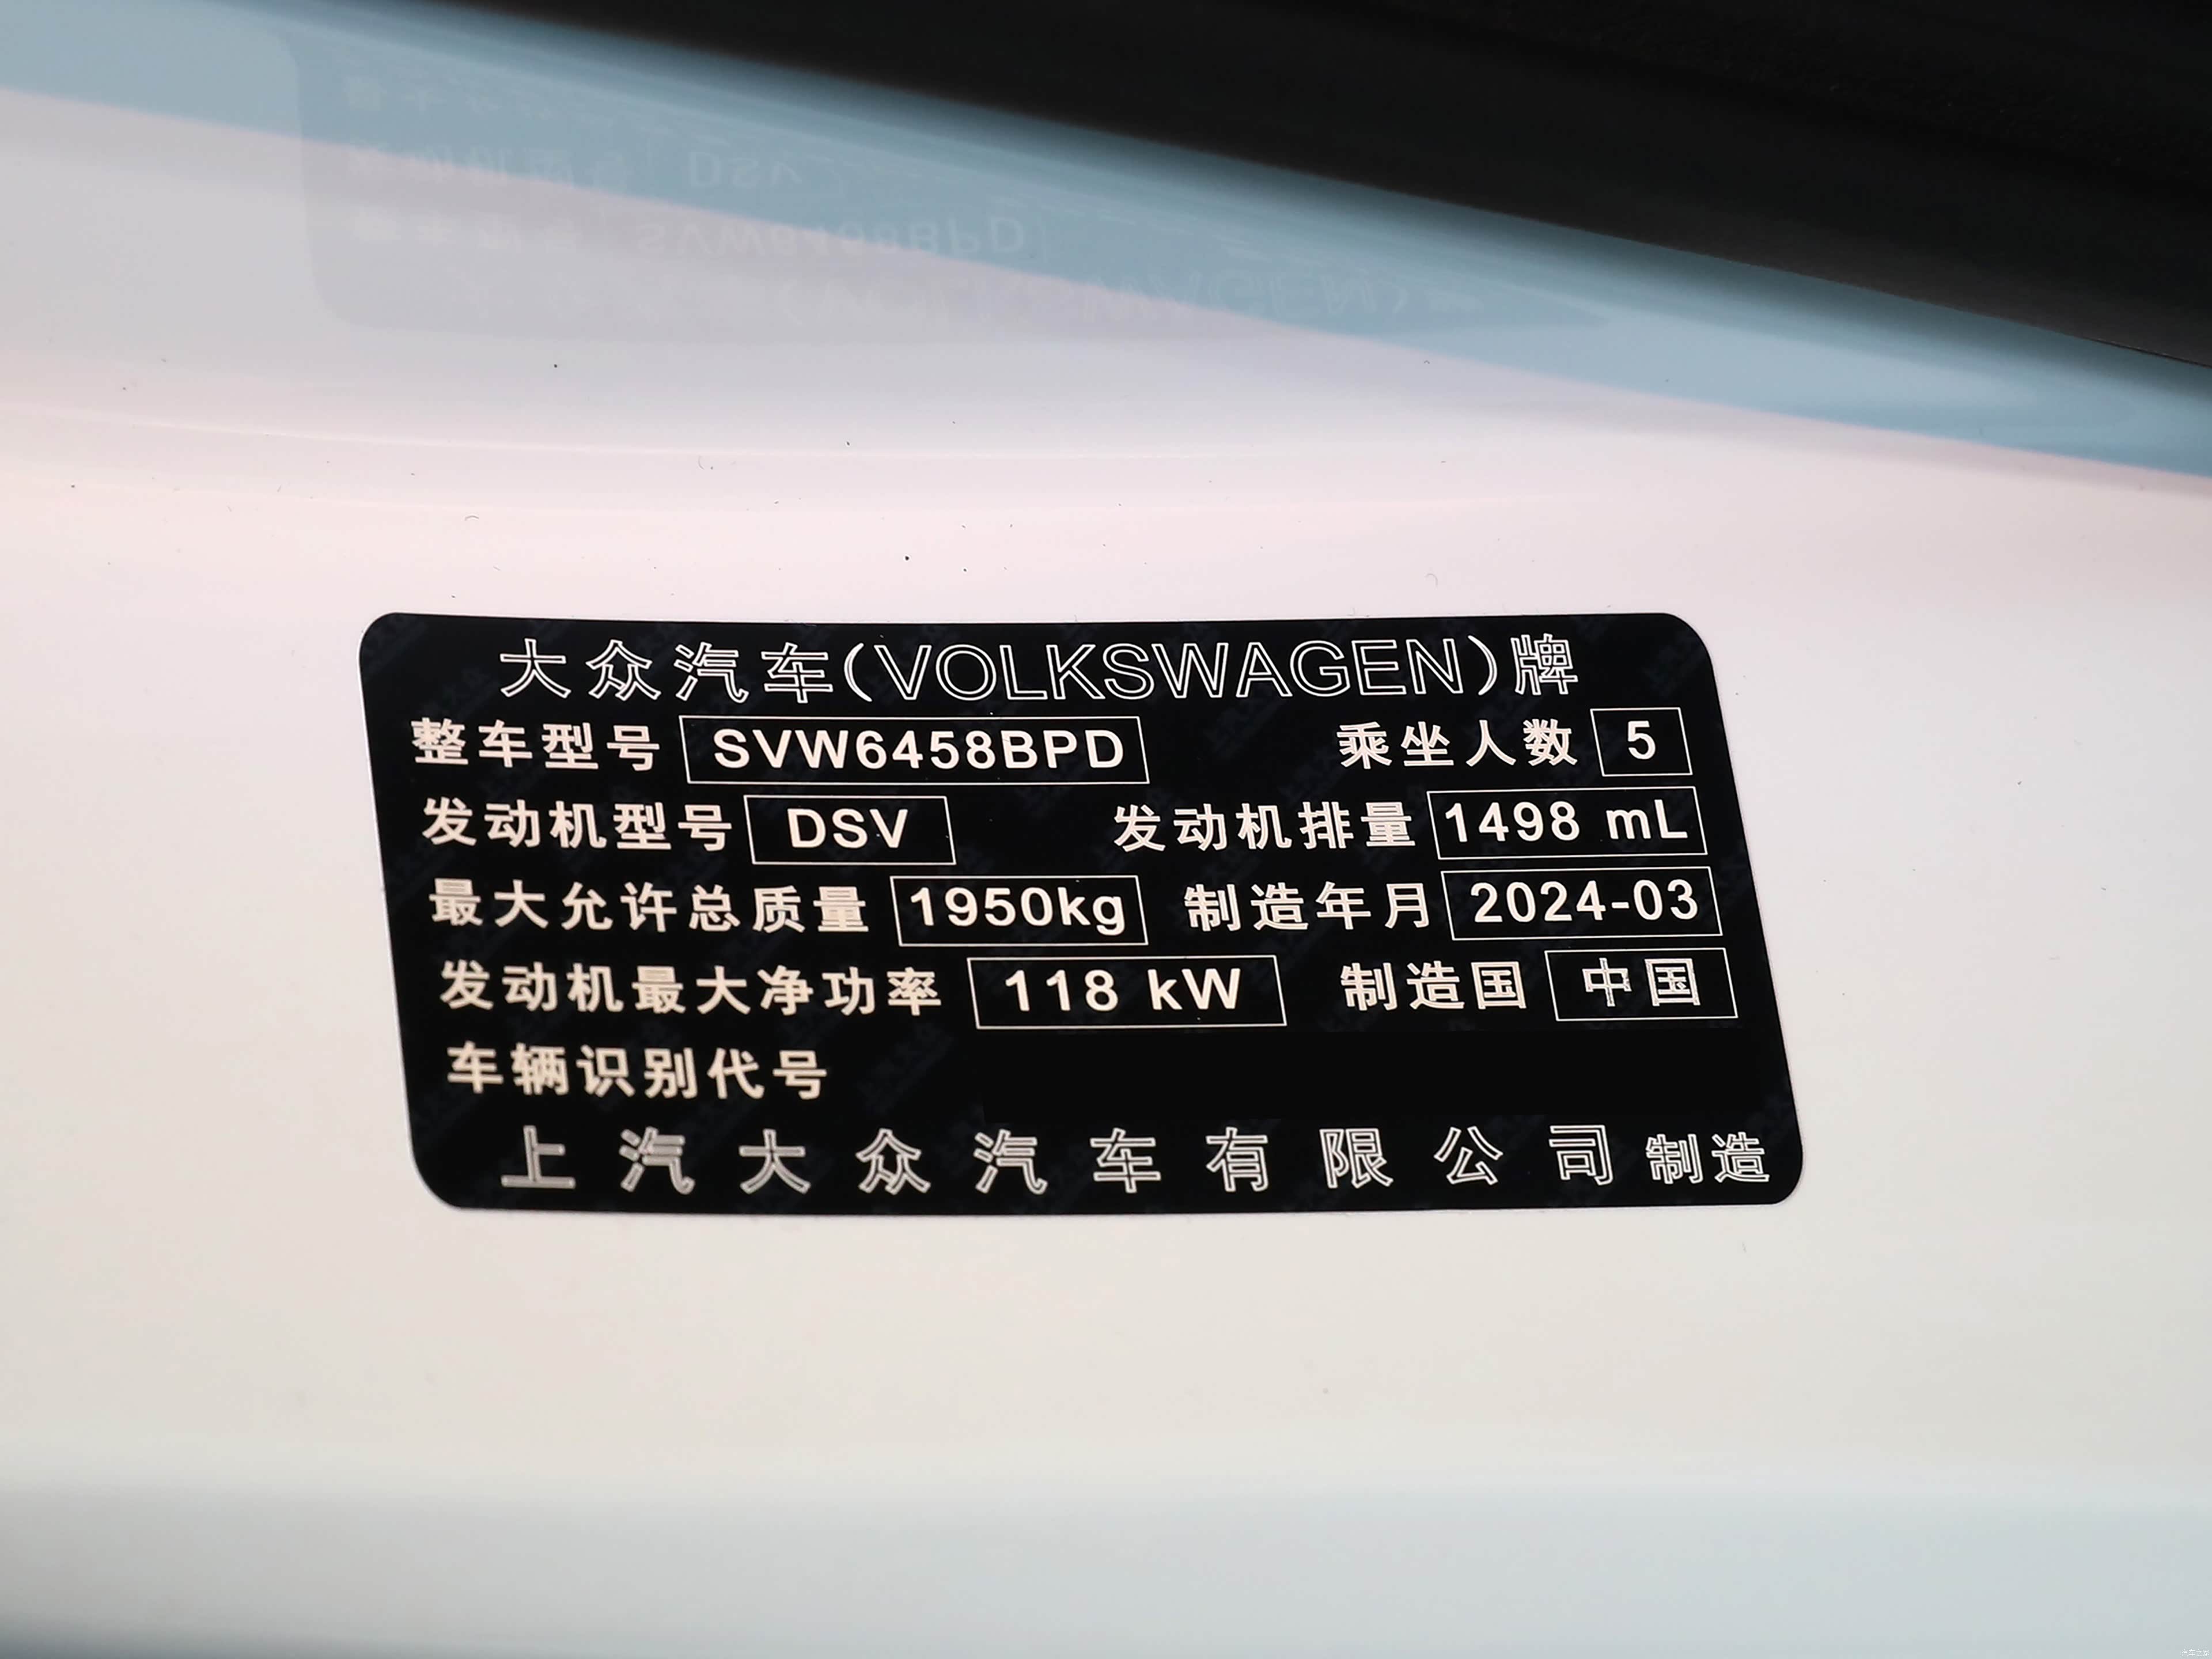 大众汽车(VOLKSWAGEN)牌
整车型号 SVW6458BPD 乘坐人数 5
发动机型号 DSV 发动机排量 1498 mL
最大允许总质量 1950kg 制造年月 2024-03
发动机最大净功率 118 kW 制造国 中国
车辆识别代号
上汽大众汽车有限公司制造
汽车之家